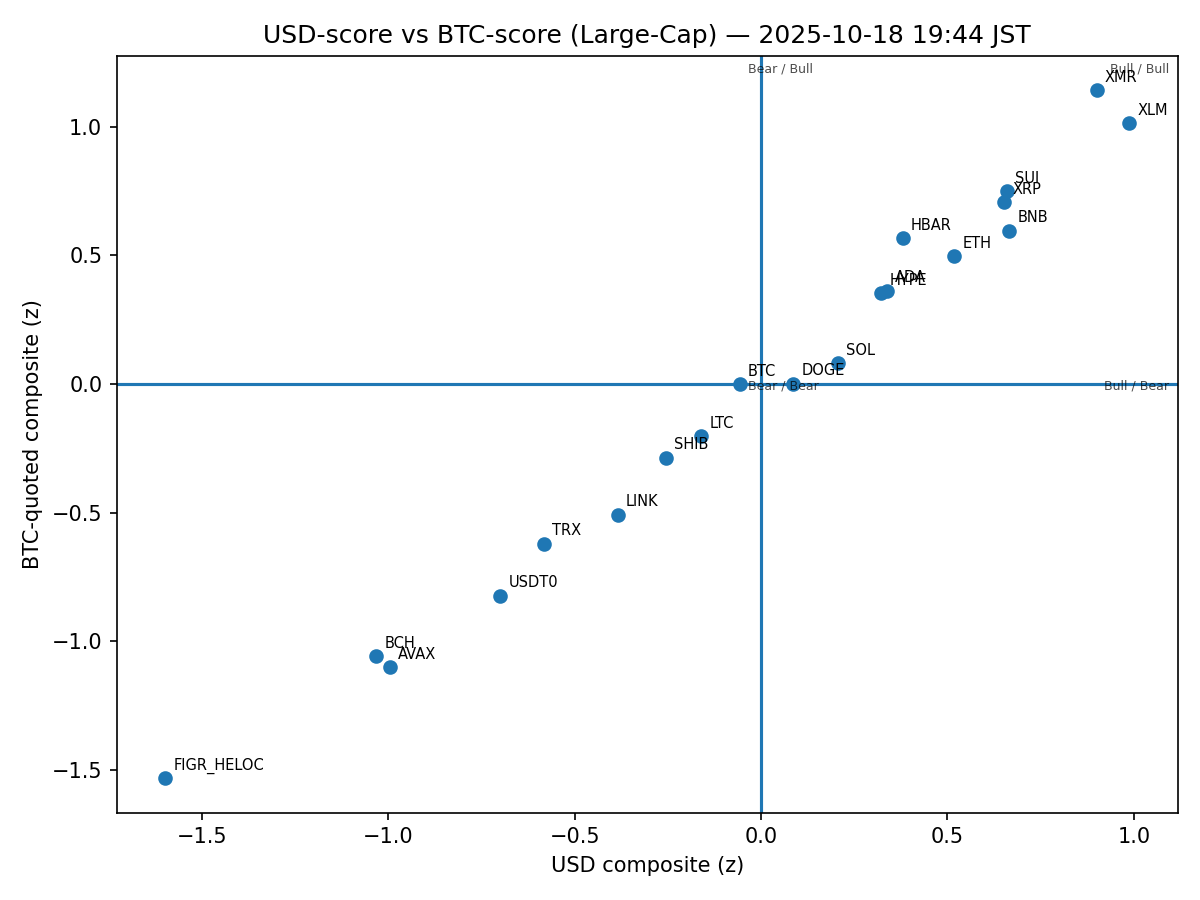 USD-score vs BTC-score (Large-Cap) — 2025-10-18 19:44 JST
Bear / Bull
Bull / Bull
XMR
XLM
SUI
XRP
BNB
HBAR
ETH
ADA
HYPE
SOL
BTC
DOGE
Bear / Bear
Bull / Bear
LTC
SHIB
LINK
TRX
USDT0
BCH
AVAX
FIGR_HELOC
1.0
0.5
0.0
−0.5
−1.0
−1.5
BTC-quoted composite (z)
−1.5
−1.0
−0.5
0.0
0.5
1.0
USD composite (z)